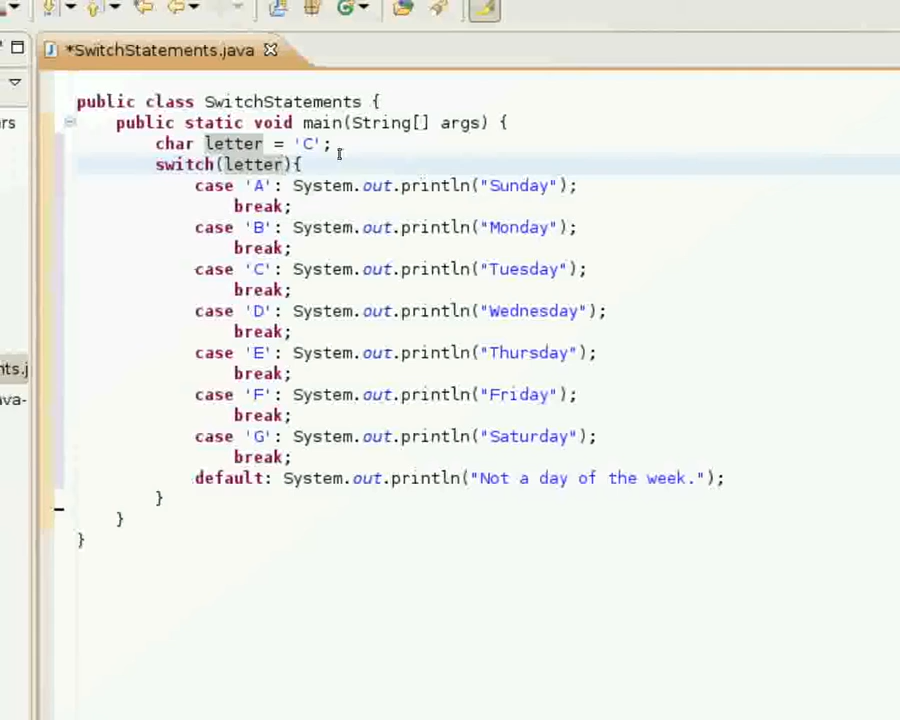 *SwitchStatements.java
public class SwitchStatements {
ers
public static void main(String[] args) {
char letter = 'C';
switch(letter){
case 'A': System.out.println("Sunday");
break;
case 'B': System.out.println("Monday");
break;
case 'C': System.out.println("Tuesday");
break;
case 'D': System.out.println("Wednesday");
break;
case 'E': System.out.println("Thursday");
break;
nts.j
case 'F': System.out.println("Friday");
ava-
break;
case 'G': System.out.println("Saturday");
break;
default: System.out.println("Not a day of the week.");
}
}
}